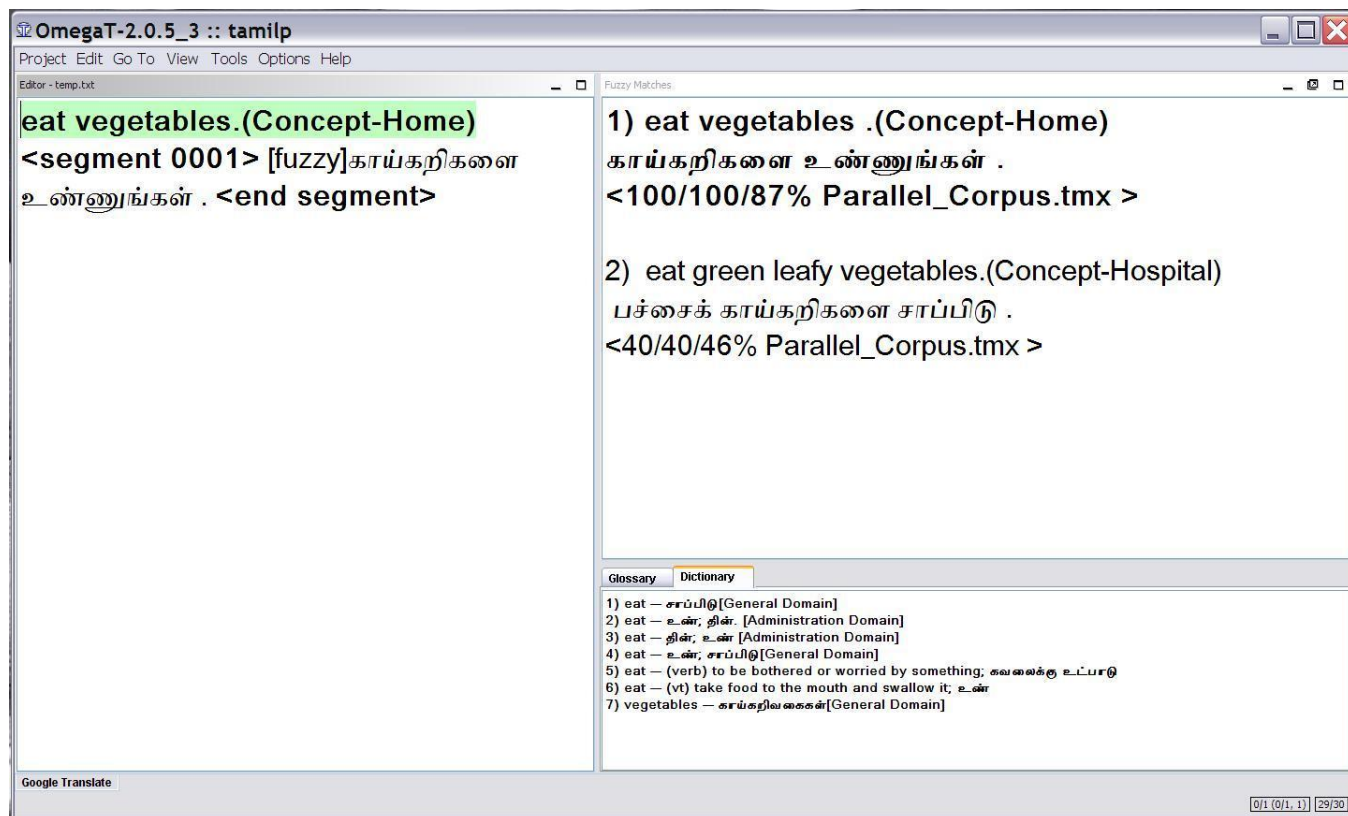 OmegaT-2.0.5_3 :: tamilp
Project Edit Go To View Tools Options Help
Editor - temp.txt
eat vegetables.(Concept-Home)
<segment 0001> [fuzzy]காய்கறிகளை
உண்ணுங்கள் . <end segment>
Fuzzy Matches
1) eat vegetables .(Concept-Home)
காய்கறிகளை உண்ணுங்கள் .
<100/100/87% Parallel_Corpus.tmx >
2) eat green leafy vegetables.(Concept-Hospital)
பச்சைக் காய்கறிகளை சாப்பிடு .
<40/40/46% Parallel_Corpus.tmx >
Glossary Dictionary
1) eat — சாப்பிடு[General Domain]
2) eat — உண்; தின். [Administration Domain]
3) eat — தின்; உண் [Administration Domain]
4) eat — உண்; சாப்பிடு[General Domain]
5) eat — (verb) to be bothered or worried by something; கவலைக்கு உட்பாடு
6) eat — (vt) take food to the mouth and swallow it; உண்
7) vegetables — காய்கறிவகைகள்[General Domain]
Google Translate
0/1 (0/1, 1) 29/30